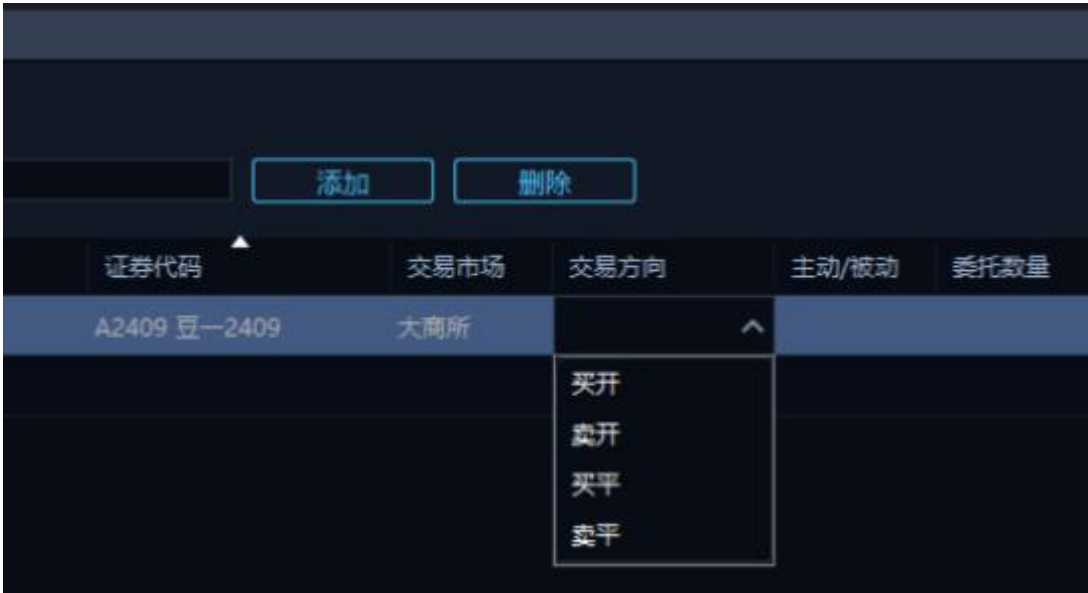 添加 删除
证券代码 交易市场 交易方向 主动/被动 委托数量
A2409 豆一2409 大商所
买开
卖开
买平
卖平